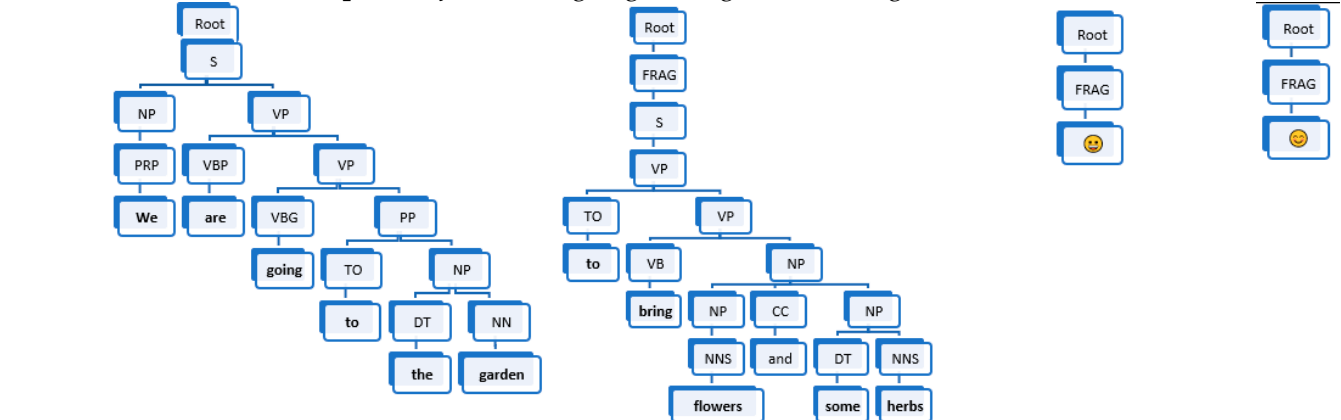 Root
S
NP VP
PRP VBP VP
We are VBG PP
going TO NP
to DT NN
the garden
Root
FRAG
S
VP
TO VP
to VB NP
bring NP CC NP
NNS and DT NNS
flowers some herbs
Root
FRAG
😀
Root
FRAG
😊